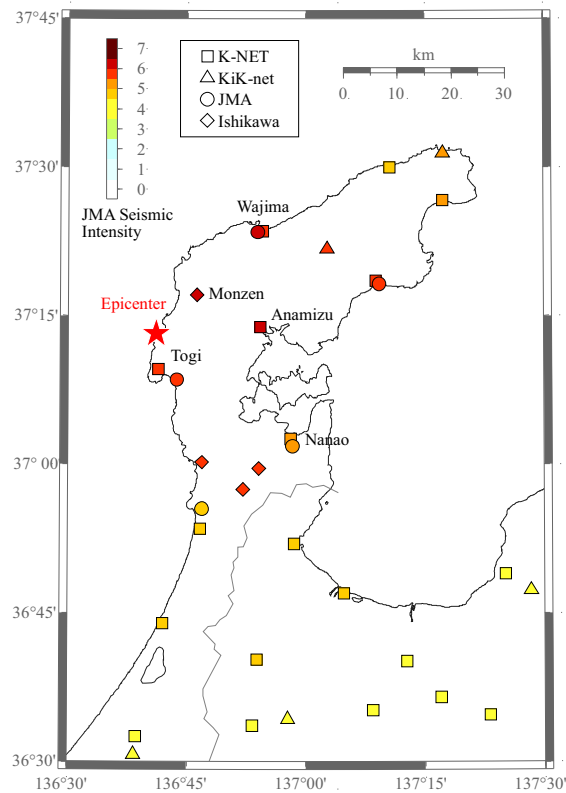 37°45'
7
6
5
4
3
2
1
0
JMA Seismic
Intensity
K-NET
KiK-net
JMA
Ishikawa
km
0. 10. 20. 30
37°30'
Wajima
Monzen
Epicenter
37°15'
Anamizu
Togi
Nanao
37° 00'
36°45'
36°30'
136°30' 136°45' 137°00' 137°15' 137°30'